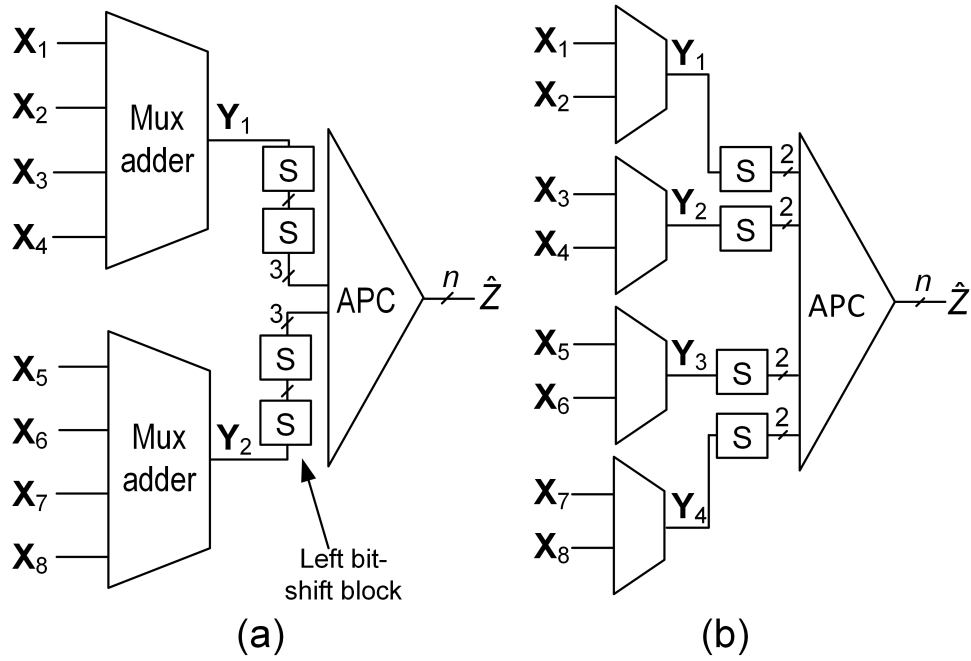 X1
X2
X3
X4
Mux
adder
Y1
S
S
3
3
S
S
APC
n
Ẑ
X5
X6
X7
X8
Mux
adder
Y2
Left bit-
shift block
(a)
X1
X2
Y1
X3
X4
Y2
X5
X6
Y3
X7
X8
Y4
S
2
S
2
S
2
S
2
APC
n
Ẑ
(b)